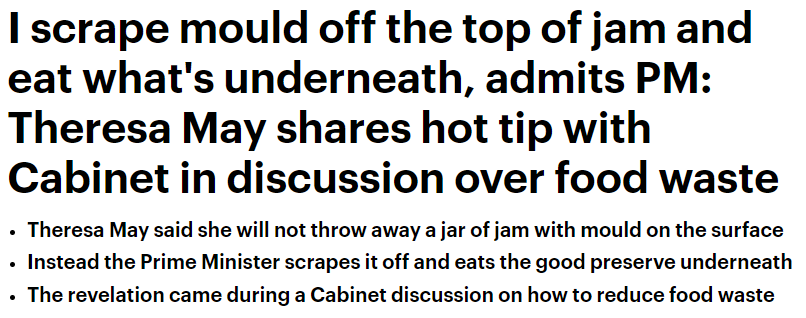 I scrape mould off the top of jam and
eat what's underneath, admits PM:
Theresa May shares hot tip with
Cabinet in discussion over food waste
• Theresa May said she will not throw away a jar of jam with mould on the surface
• Instead the Prime Minister scrapes it off and eats the good preserve underneath
• The revelation came during a Cabinet discussion on how to reduce food waste